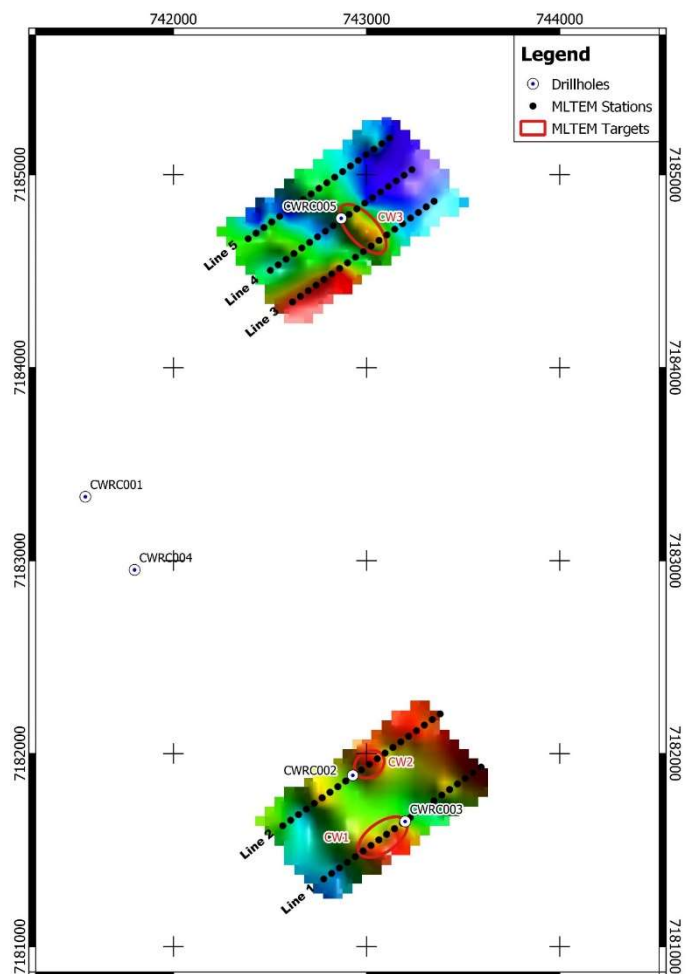 742000
743000
744000
Legend
Drillholes
MLTEM Stations
MLTEM Targets
7185000
7185000
CWRC005
CW3
Line 5
Line 4
Line 3
7184000
7184000
CWRC001
CWRC004
7183000
7183000
7182000
7182000
CWRC002
CW2
CWRC003
CW1
Line 2
Line 1
7181000
7181000